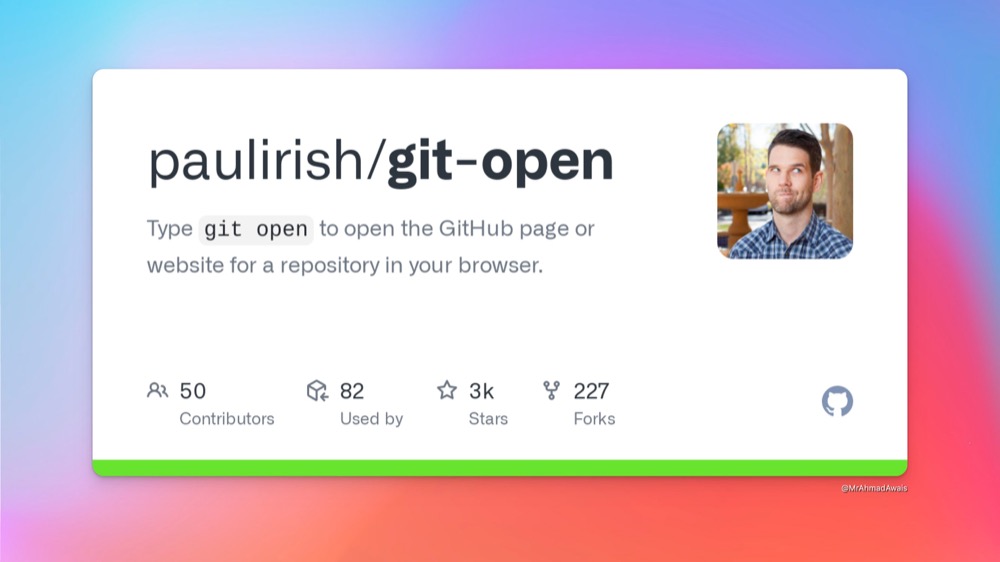 paulirish/git-open
Type git open to open the GitHub page or
website for a repository in your browser.
50
Contributors
82
Used by
3k
Stars
227
Forks
@MrAhmadAwais